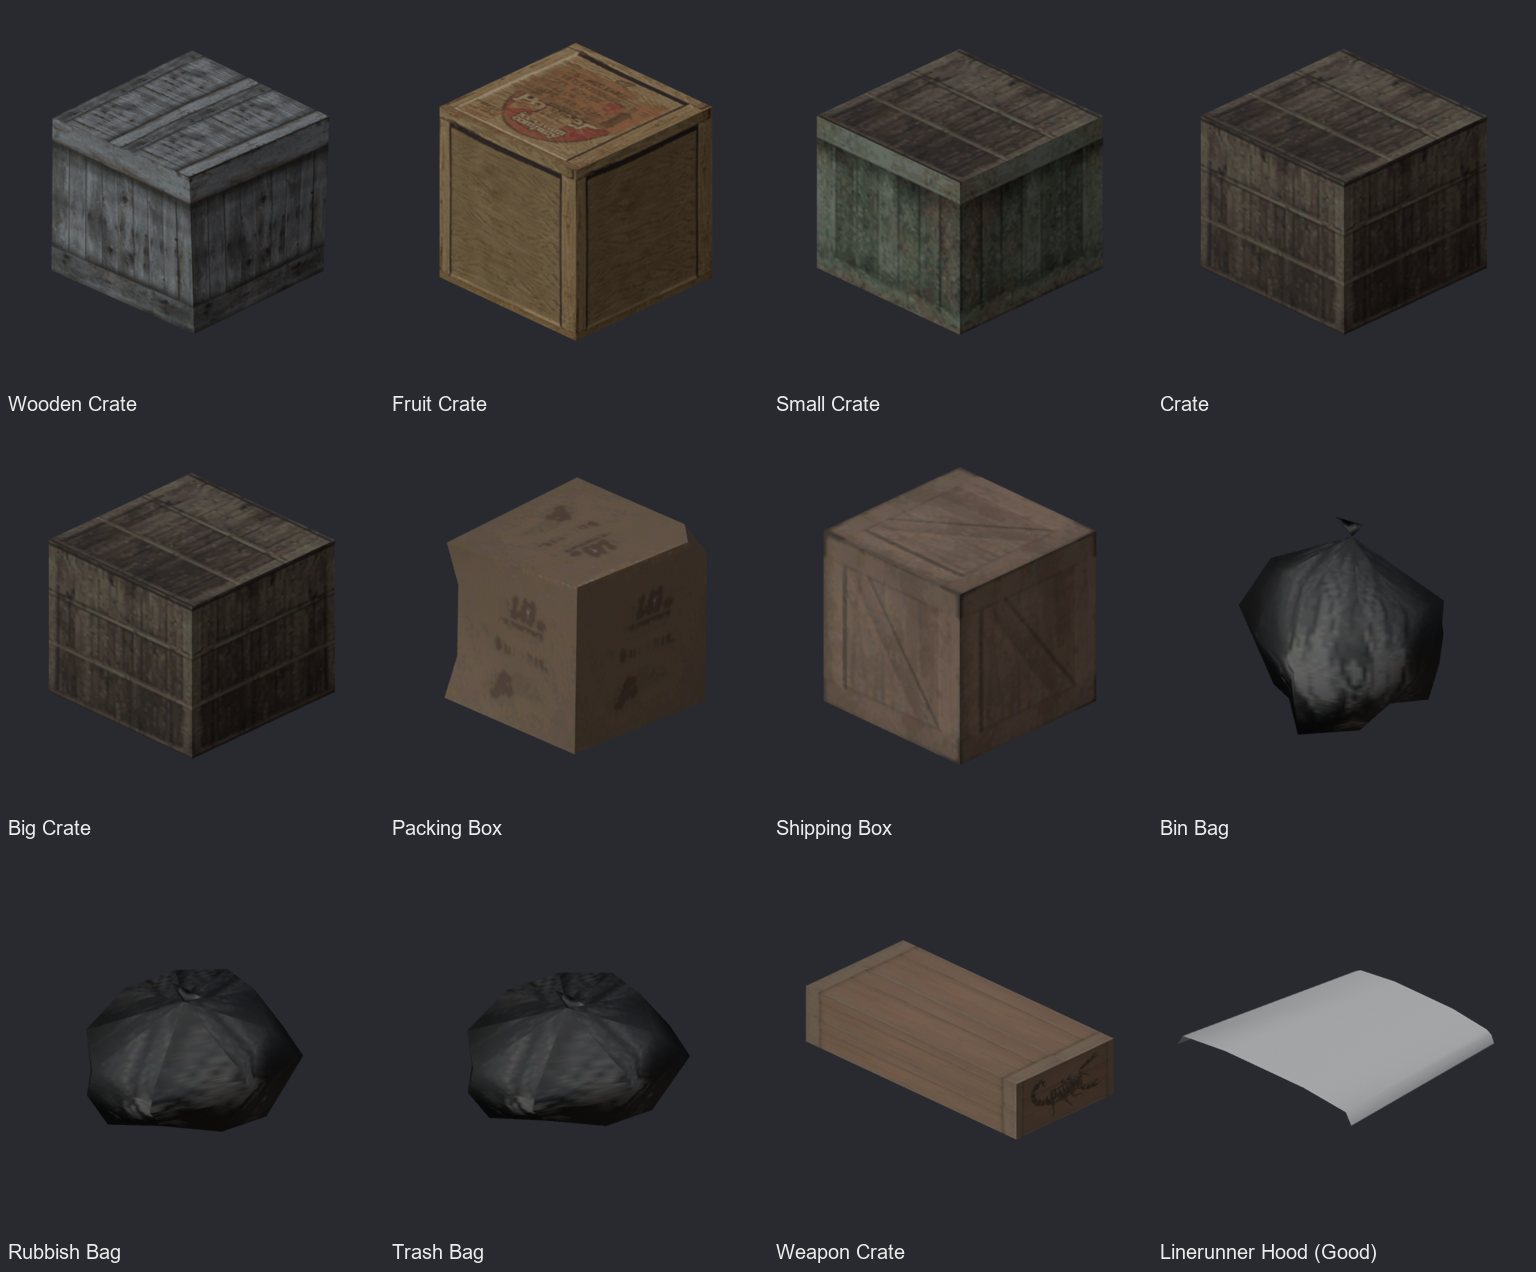 Wooden Crate
Fruit Crate
Small Crate
Crate
Big Crate
Packing Box
Shipping Box
Bin Bag
Rubbish Bag
Trash Bag
Weapon Crate
Linerunner Hood (Good)